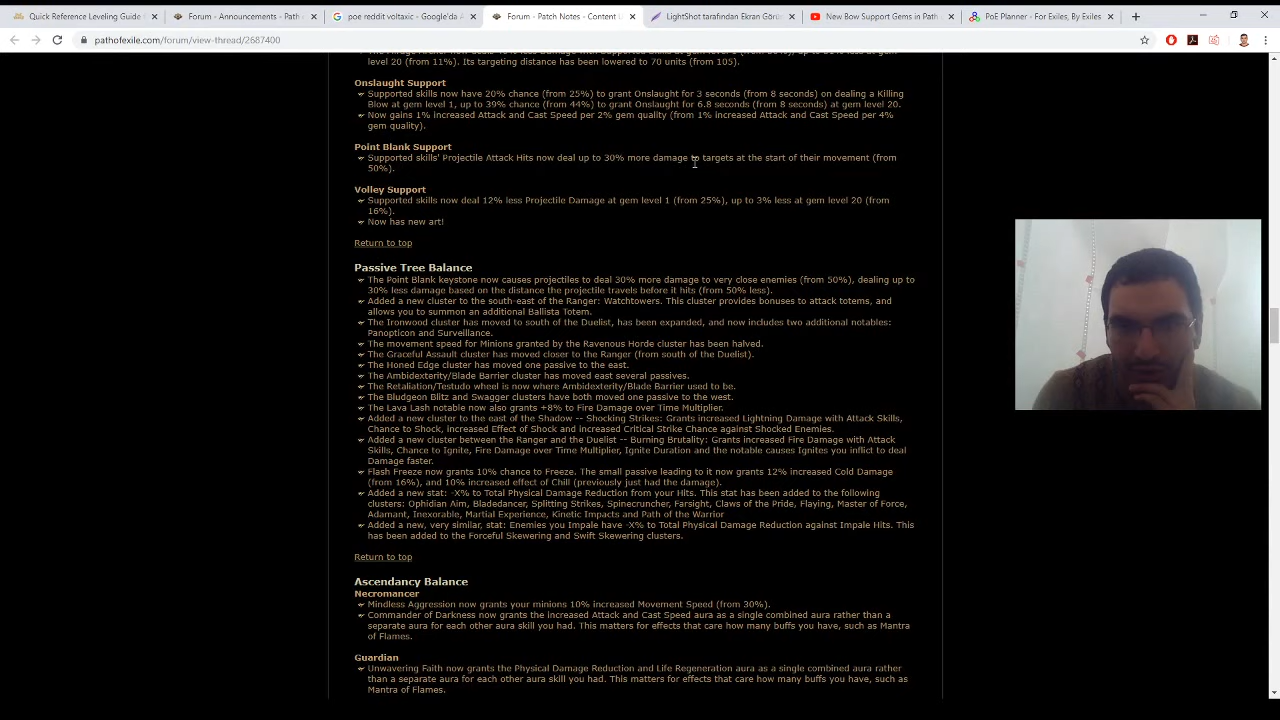 Quick Reference Leveling Guide
Forum - Announcements - Path
poe reddit voltaxic - Google'da A
Forum - Patch Notes - Content U
LightShot tarafından Ekran Görü
New Bow Support Gems in Path
PoE Planner - For Exiles, By Exiles
pathofexile.com/forum/view-thread/2687400
level 20 (from 11%). Its targeting distance has been lowered to 70 units (from 105).
Onslaught Support
Supported skills now have 20% chance (from 25%) to grant Onslaught for 3 seconds (from 8 seconds) on dealing a Killing
Blow at gem level 1, up to 39% chance (from 44%) to grant Onslaught for 6.8 seconds (from 8 seconds) at gem level 20.
Now gains 1% increased Attack and Cast Speed per 2% gem quality (from 1% increased Attack and Cast Speed per 4%
gem quality).
Point Blank Support
Supported skills' Projectile Attack Hits now deal up to 30% more damage to targets at the start of their movement (from
50%).
Volley Support
Supported skills now deal 12% less Projectile Damage at gem level 1 (from 25%), up to 3% less at gem level 20 (from
16%).
Now has new art!
Return to top
Passive Tree Balance
The Point Blank keystone now causes projectiles to deal 30% more damage to very close enemies (from 50%), dealing up to
30% less damage based on the distance the projectile travels before it hits (from 50% less).
Added a new cluster to the south-east of the Ranger: Watchtowers. This cluster provides bonuses to attack totems, and
allows you to summon an additional Ballista Totem.
The Ironwood cluster has moved to south of the Duelist, has been expanded, and now includes two additional notables:
Panopticon and Surveillance.
The movement speed for Minions granted by the Ravenous Horde cluster has been halved.
The Graceful Assault cluster has moved closer to the Ranger (from south of the Duelist).
The Honed Edge cluster has moved one passive to the east.
The Ambidexterity/Blade Barrier cluster has moved east several passives.
The Retaliation/Testudo wheel is now where Ambidexterity/Blade Barrier used to be.
The Bludgeon Blitz and Swagger clusters have both moved one passive to the west.
The Lava Lash notable now also grants +8% to Fire Damage over Time Multiplier.
Added a new cluster to the east of the Shadow -- Shocking Strikes: Grants increased Lightning Damage with Attack Skills,
Chance to Shock, increased Effect of Shock and increased Critical Strike Chance against Shocked Enemies.
Added a new cluster between the Ranger and the Duelist -- Burning Brutality: Grants increased Fire Damage with Attack
Skills, Chance to Ignite, Fire Damage over Time Multiplier, Ignite Duration and the notable causes Ignites you inflict to deal
Damage faster.
Flash Freeze now grants 10% chance to Freeze. The small passive leading to it now grants 12% increased Cold Damage
(from 16%), and 10% increased effect of Chill (previously just had the damage).
Added a new stat: -X% to Total Physical Damage Reduction from your Hits. This stat has been added to the following
clusters: Ophidian Aim, Bladedancer, Splitting Strikes, Spinecruncher, Farsight, Claws of the Pride, Flaying, Master of Force,
Adamant, Inexorable, Martial Experience, Kinetic Impacts and Path of the Warrior
Added a new, very similar, stat: Enemies you Impale have -X% to Total Physical Damage Reduction against Impale Hits. This
has been added to the Forceful Skewering and Swift Skewering clusters.
Return to top
Ascendancy Balance
Necromancer
Mindless Aggression now grants your minions 10% increased Movement Speed (from 30%).
Commander of Darkness now grants the increased Attack and Cast Speed aura as a single combined aura rather than a
separate aura for each other aura skill you had. This matters for effects that care how many buffs you have, such as Mantra
of Flames.
Guardian
Unwavering Faith now grants the Physical Damage Reduction and Life Regeneration aura as a single combined aura rather
than a separate aura for each other aura skill you had. This matters for effects that care how many buffs you have, such as
Mantra of Flames.